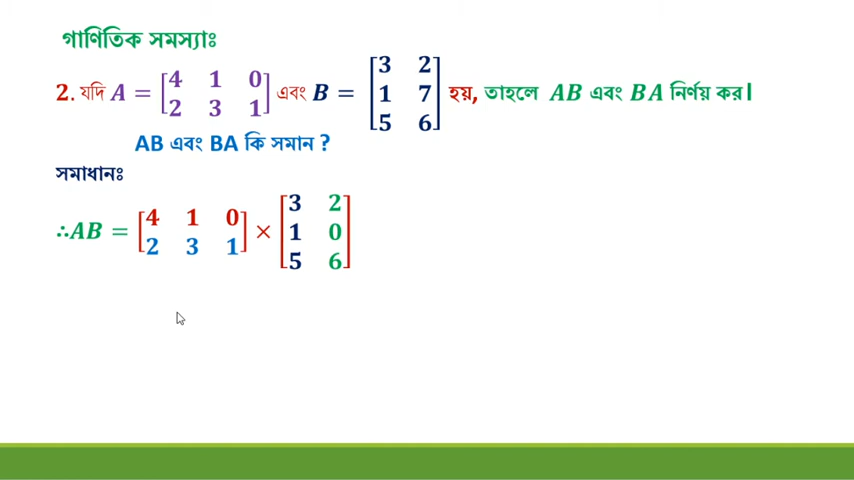 গাণিতিক সমস্যাঃ
2. যদি A = [4 1 0; 2 3 1] এবং B = [3 2; 1 7; 5 6] হয়, তাহলে AB এবং BA নির্ণয় কর।
AB এবং BA কি সমান ?
সমাধানঃ
∴AB = [4 1 0; 2 3 1] × [3 2; 1 0; 5 6]